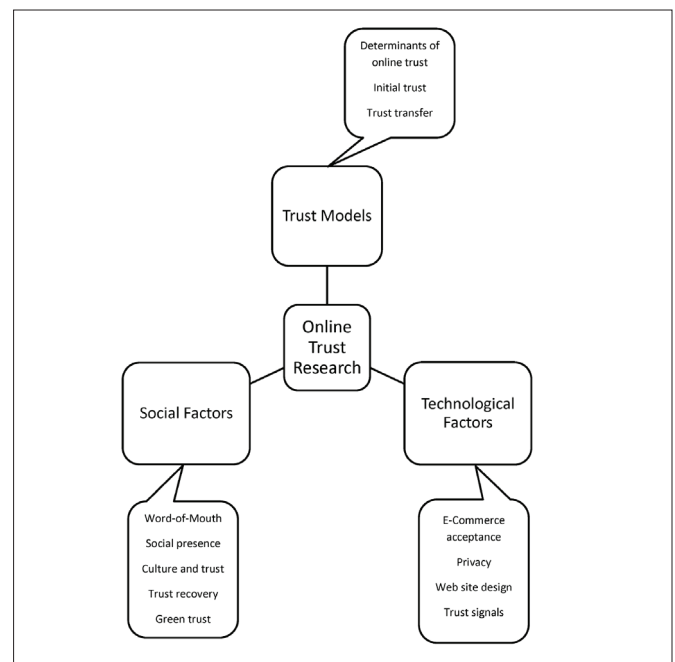 Determinants of
online trust
Initial trust
Trust transfer
Trust Models
Online
Trust
Research
Social Factors
Technological
Factors
Word-of-Mouth
Social presence
Culture and trust
Trust recovery
Green trust
E-Commerce
acceptance
Privacy
Web site design
Trust signals